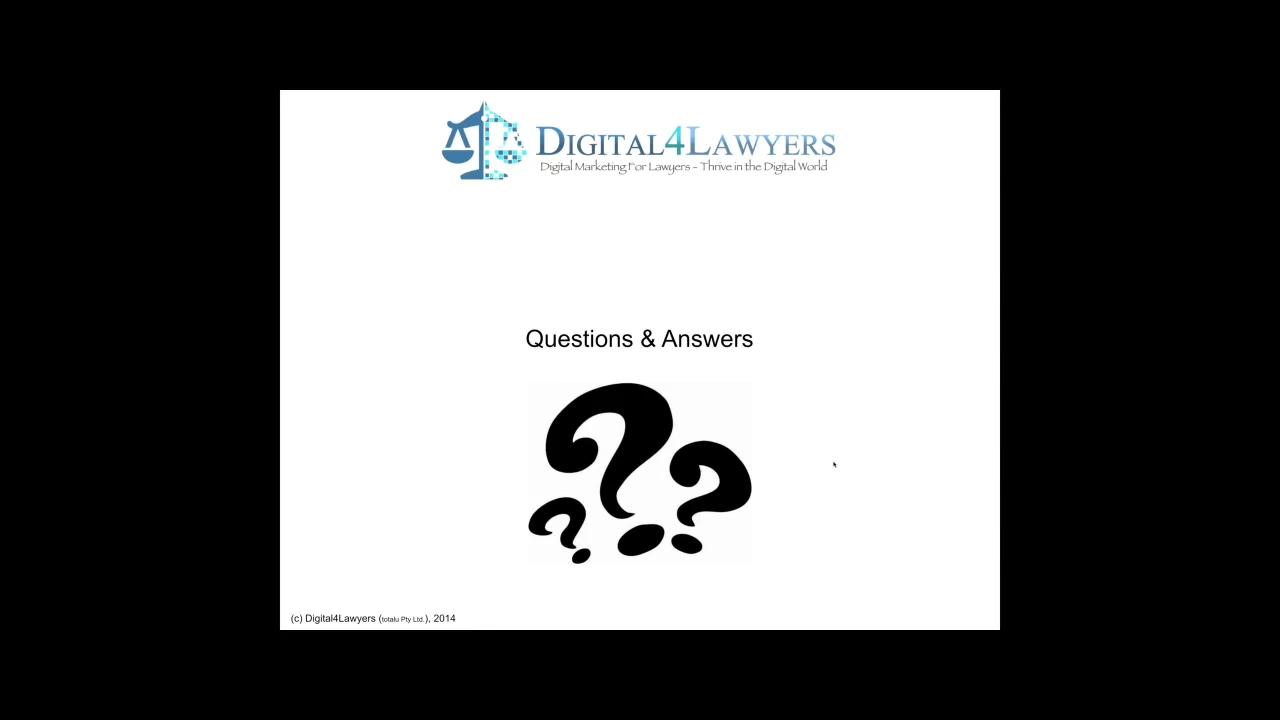 DIGITAL4LAWYERS
Digital Marketing For Lawyers - Thrive in the Digital World
Questions & Answers
???
(c) Digital4Lawyers (totalu Pty Ltd.), 2014